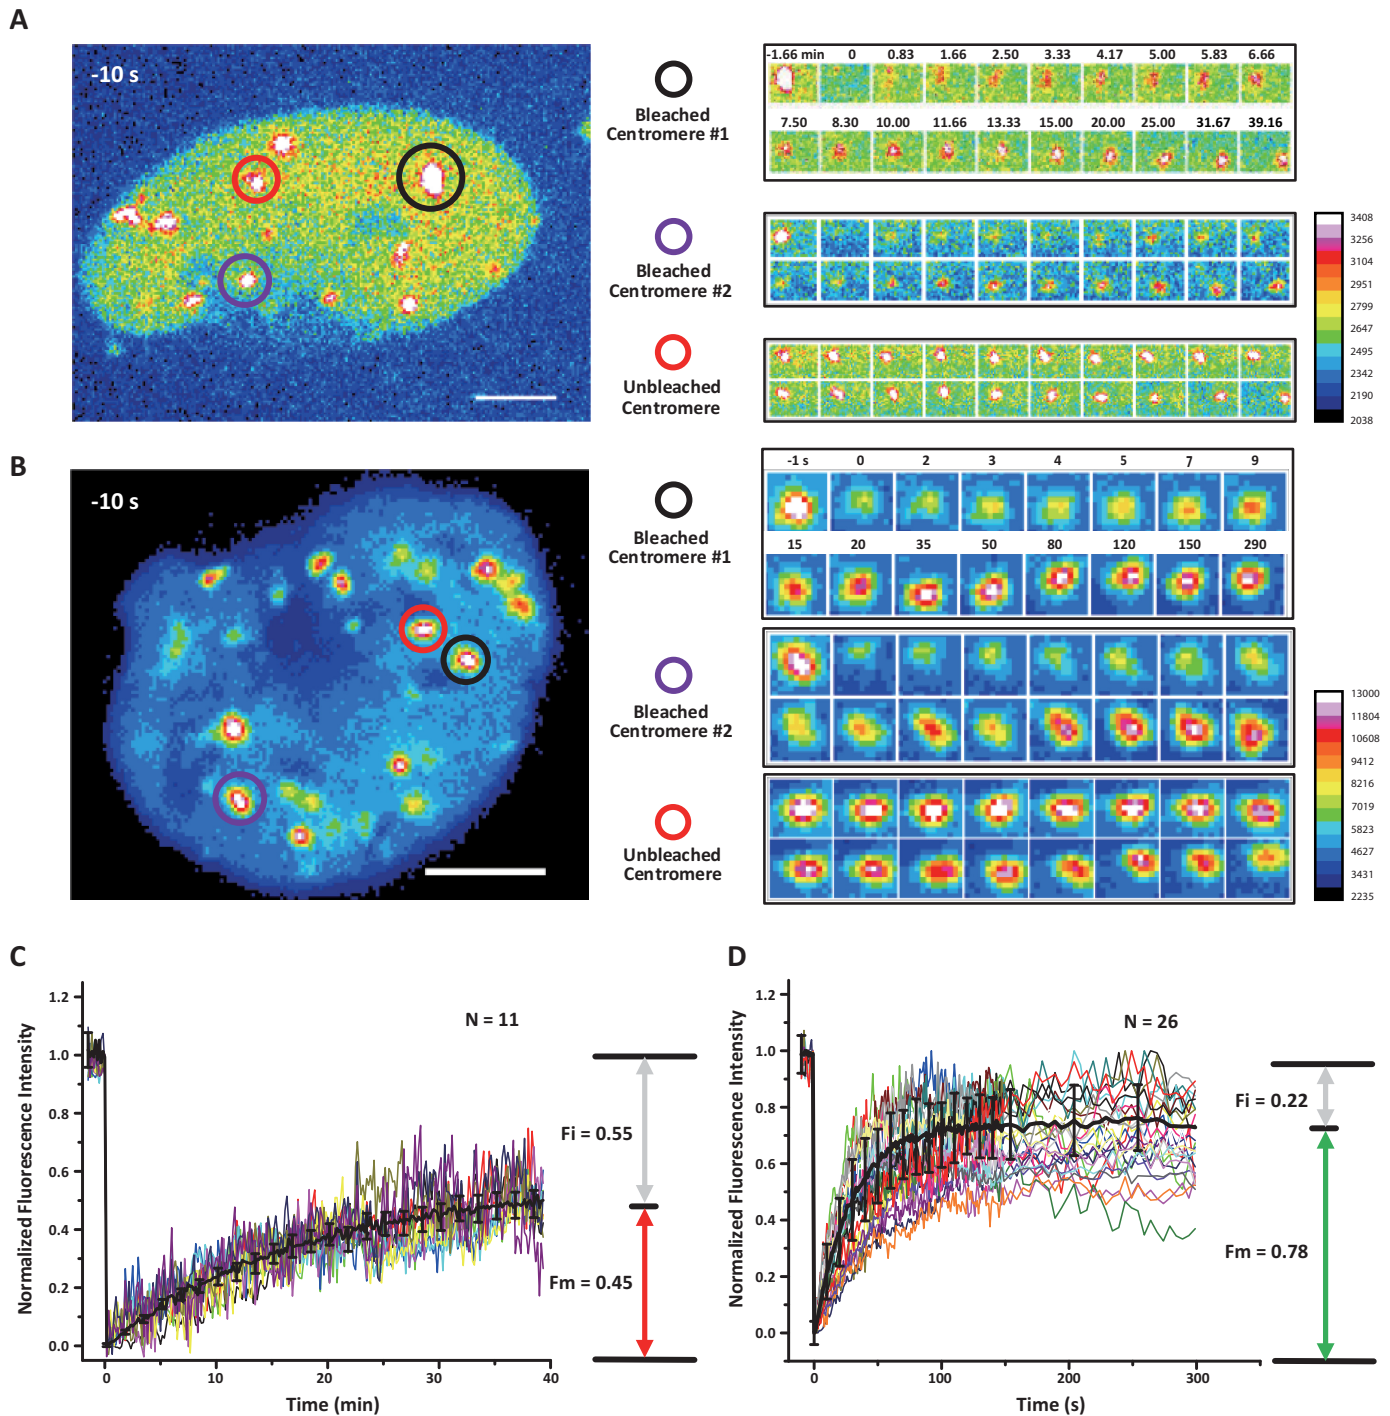 A
-10 s
Bleached
Centromere #1
-1.66 min 0 0.83 1.66 2.50 3.33 4.17 5.00 5.83 6.66
7.50 8.30 10.00 11.66 13.33 15.00 20.00 25.00 31.67 39.16
Bleached
Centromere #2
Unbleached
Centromere
3408
3256
3104
2951
2799
2647
2495
2342
2190
2038
B
-10 s
Bleached
Centromere #1
-1 s 0 2 3 4 5 7 9
15 20 35 50 80 120 150 290
Bleached
Centromere #2
Unbleached
Centromere
13000
11804
10608
9412
8216
7019
5823
4627
3431
2235
C
Normalized Fluorescence Intensity
1.2
1.0
0.8
0.6
0.4
0.2
0.0
N = 11
Fi = 0.55
Fm = 0.45
0 10 20 30 40
Time (min)
D
Normalized Fluorescence Intensity
1.2
1.0
0.8
0.6
0.4
0.2
0.0
N = 26
Fi = 0.22
Fm = 0.78
0 100 200 300
Time (s)